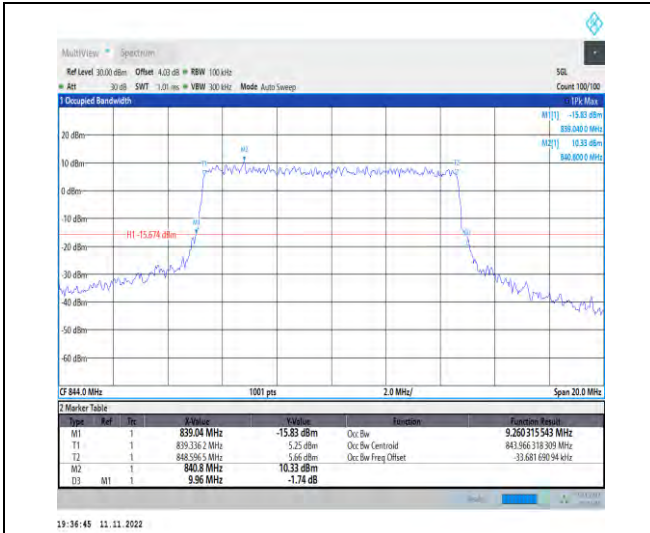 MultiView Spectrum
Ref Level 30.00 dBm Offset 4.03 dB RBW 100 kHz SGL
Att 30 dB SWT 1.01 ms VBW 300 kHz Mode Auto Sweep Count 100/100
1 Occupied Bandwidth 1Pk Max
M1[1] -15.83 dBm
839.040 0 MHz
M2[1] 10.33 dBm
840.800 0 MHz
20 dBm
M2
T1 T2
10 dBm
0 dBm
-10 dBm
M1
H1 -15.674 dBm
-20 dBm
-30 dBm
-40 dBm
-50 dBm
-60 dBm
CF 844.0 MHz 1001 pts 2.0 MHz/ Span 20.0 MHz
2 Marker Table
Type Ref Trc X-Value Y-Value Function Function Result
M1 1 839.04 MHz -15.83 dBm Occ Bw 9.260 315 543 MHz
T1 1 839.336 2 MHz 5.25 dBm Occ Bw Centroid 843.966 318 309 MHz
T2 1 848.596 5 MHz 5.66 dBm Occ Bw Freq Offset -33.681 690 94 kHz
M2 1 840.8 MHz 10.33 dBm
D3 M1 1 9.96 MHz -1.74 dB
19:36:45 11.11.2022